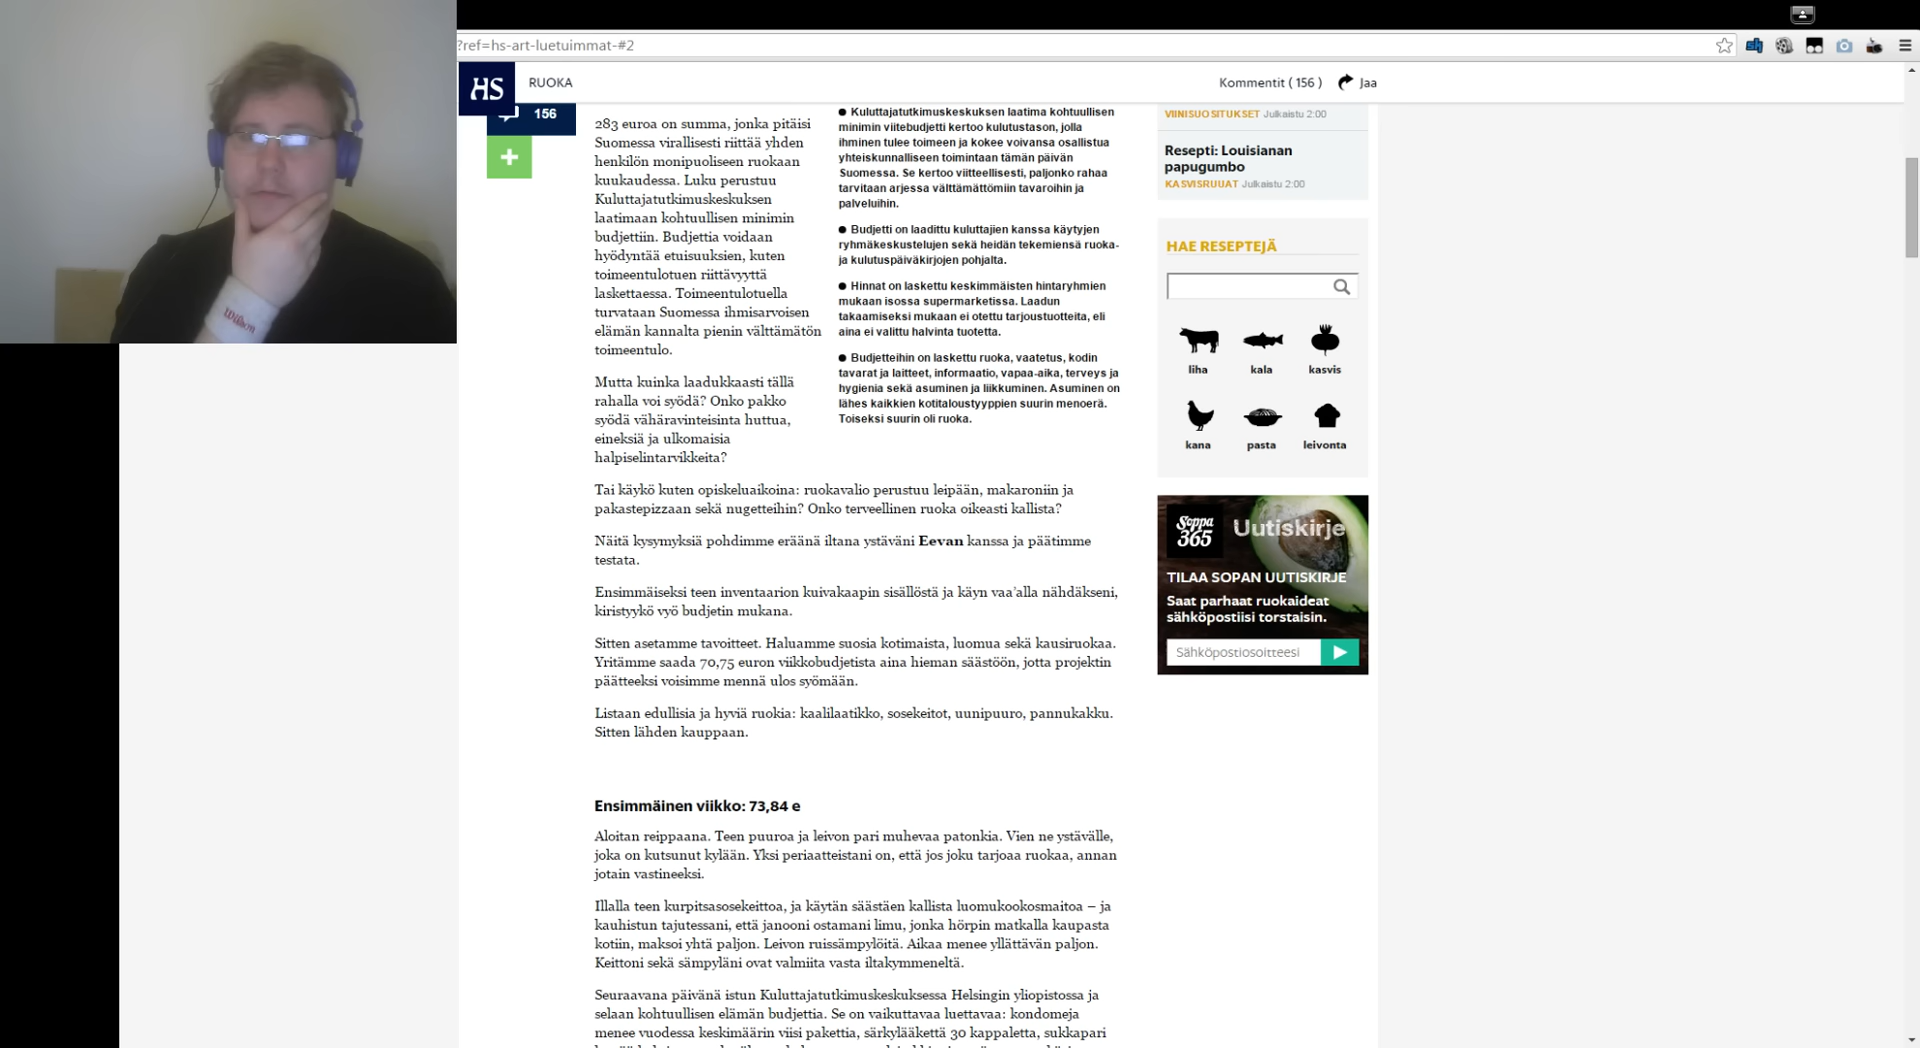 ?ref=hs-art-luetuimmat-#2
HS
RUOKA
Kommentit ( 156 )
Jaa
156
283 euroa on summa, jonka pitäisi
Suomessa virallisesti riittää yhden
henkilön monipuoliseen ruokaan
kuukaudessa. Luku perustuu
Kuluttajatutkimuskeskuksen
laatimaan kohtuullisen minimin
budjettiin. Budjettia voidaan
hyödyntää etuisuuksien, kuten
toimeentulotuen riittävyyttä
laskettaessa. Toimeentulotuella
turvataan Suomessa ihmisarvoisen
elämän kannalta pienin välttämätön
toimeentulo.
Mutta kuinka laadukkaasti tällä
rahalla voi syödä? Onko pakko
syödä vähäravinteisinta huttua,
eineksiä ja ulkomaisia
halpiselintarvikkeita?
● Kuluttajatutkimuskeskuksen laatima kohtuullisen
minimin viitebudjetti kertoo kulutustason, jolla
ihminen tulee toimeen ja kokee voivansa osallistua
yhteiskunnalliseen toimintaan tämän päivän
Suomessa. Se kertoo viitteellisesti, paljonko rahaa
tarvitaan arjessa välttämättömiin tavaroihin ja
palveluihin.
● Budjetti on laadittu kuluttajien kanssa käytyjen
ryhmäkeskustelujen sekä heidän tekemiensä ruoka-
ja kulutuspäiväkirjojen pohjalta.
● Hinnat on laskettu keskimmäisten hintaryhmien
mukaan isossa supermarketissa. Laadun
takaamiseksi mukaan ei otettu tarjoustuotteita, eli
aina ei valittu halvinta tuotetta.
● Budjetteihin on laskettu ruoka, vaatetus, kodin
tavarat ja laitteet, informaatio, vapaa-aika, terveys ja
hygienia sekä asuminen ja liikkuminen. Asuminen on
lähes kaikkien kotitaloustyyppien suurin menoerä.
Toiseksi suurin oli ruoka.
Tai käykö kuten opiskeluaikoina: ruokavalio perustuu leipään, makaroniin ja
pakastepizzaan sekä nugetteihin? Onko terveellinen ruoka oikeasti kallista?
Näitä kysymyksiä pohdimme eräänä iltana ystäväni Eevan kanssa ja päätimme
testata.
Ensimmäiseksi teen inventaarion kuivakaapin sisällöstä ja käyn vaa'alla nähdäkseni,
kiristyykö vyö budjetin mukana.
Sitten asetamme tavoitteet. Haluamme suosia kotimaista, luomua sekä kausiruokaa.
Yritämme saada 70,75 euron viikkobudjetista aina hieman säästöön, jotta projektin
päätteeksi voisimme mennä ulos syömään.
Listaan edullisia ja hyviä ruokia: kaalilaatikko, sosekeitot, uunipuuro, pannukakku.
Sitten lähden kauppaan.
Ensimmäinen viikko: 73,84 e
Aloitan reippaana. Teen puuroa ja leivon pari muhevaa patonkia. Vien ne ystävälle,
joka on kutsunut kylään. Yksi periaatteistani on, että jos joku tarjoaa ruokaa, annan
jotain vastineeksi.
Illalla teen kurpitsasosekeittoa, ja käytän säästäen kallista luomukookosmaitoa – ja
kauhistun tajutessani, että janooni ostamani limu, jonka hörpin matkalla kaupasta
kotiin, maksoi yhtä paljon. Leivon ruissämpylöitä. Aikaa menee yllättävän paljon.
Keittoni sekä sämpyläni ovat valmiita vasta iltakymmeneltä.
Seuraavana päivänä istun Kuluttajatutkimuskeskuksessa Helsingin yliopistossa ja
selaan kohtuullisen elämän budjettia. Se on vaikuttavaa luettavaa: kondomeja
menee vuodessa keskimäärin viisi pakettia, särkylääkettä 30 kappaletta, sukkapari
VIINISUOSITUKSET Julkaistu 2:00
Resepti: Louisianan
papugumbo
KASVISRUUAT Julkaistu 2:00
HAE RESEPTEJÄ
liha
kala
kasvis
kana
pasta
leivonta
Soppa
365
Uutiskirje
TILAA SOPAN UUTISKIRJE
Saat parhaat ruokaideat
sähköpostiisi torstaisin.
Sähköpostiosoitteesi
Wilson